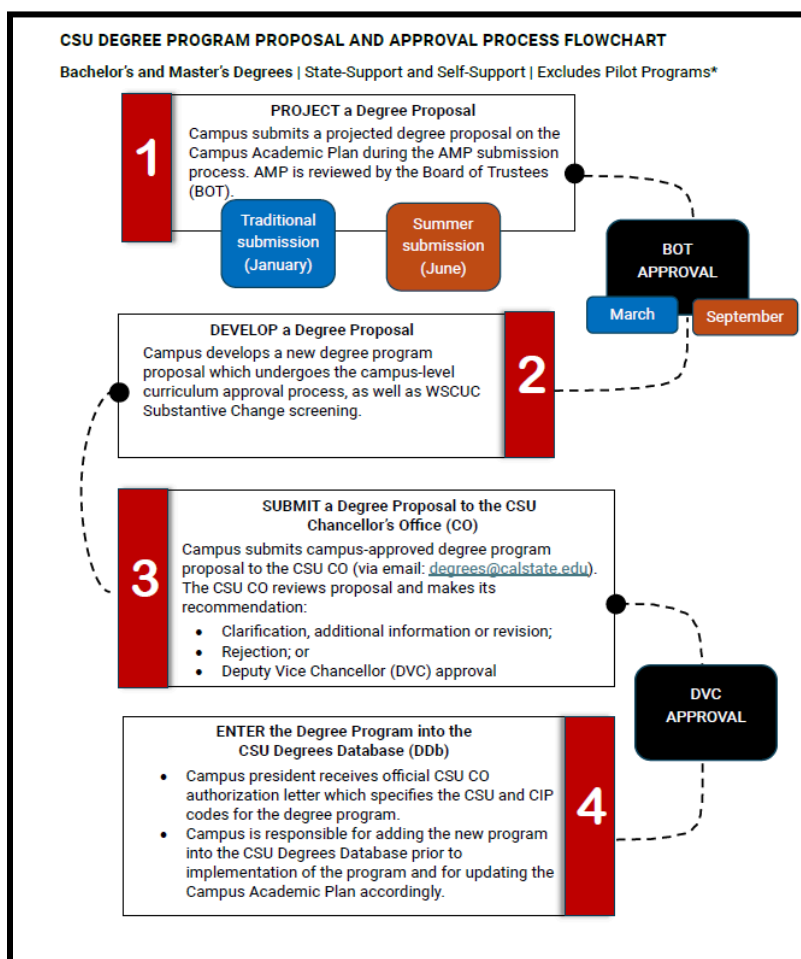 CSU DEGREE PROGRAM PROPOSAL AND APPROVAL PROCESS FLOWCHART
Bachelor's and Master's Degrees | State-Support and Self-Support | Excludes Pilot Programs*
1
PROJECT a Degree Proposal
Campus submits a projected degree proposal on the
Campus Academic Plan during the AMP submission
process. AMP is reviewed by the Board of Trustees
(BOT).
Traditional
submission
(January)
Summer
submission
(June)
BOT
APPROVAL
March
September
DEVELOP a Degree Proposal
Campus develops a new degree program
proposal which undergoes the campus-level
curriculum approval process, as well as WSCUC
Substantive Change screening.
2
3
SUBMIT a Degree Proposal to the CSU
Chancellor's Office (CO)
Campus submits campus-approved degree program
proposal to the CSU CO (via email: degrees@calstate.edu).
The CSU CO reviews proposal and makes its
recommendation:
• Clarification, additional information or revision;
• Rejection; or
• Deputy Vice Chancellor (DVC) approval
DVC
APPROVAL
ENTER the Degree Program into the
CSU Degrees Database (DDb)
• Campus president receives official CSU CO
authorization letter which specifies the CSU and CIP
codes for the degree program.
• Campus is responsible for adding the new program
into the CSU Degrees Database prior to
implementation of the program and for updating the
Campus Academic Plan accordingly.
4